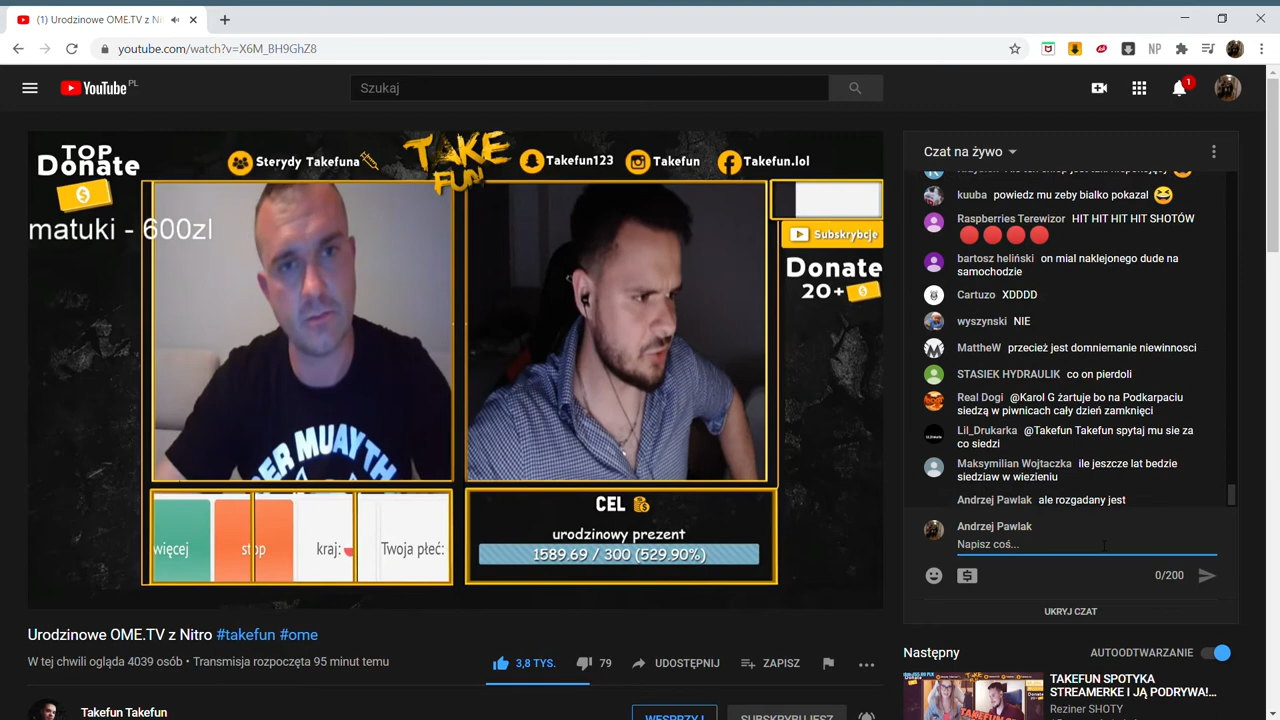 (1) Urodzinowe OME.TV z Ni
youtube.com/watch?v=X6M_BH9GhZ8
NP
YouTube PL
Szukaj
1
TOP
Donate
matuki - 600zl
Sterydy Takefuna
TAKE
FUN
Takefun123
Takefun
Takefun.lol
Subskrybcje
Donate
20+
ER MUAYTH
więcej
stop
kraj:
Twoja płeć:
CEL
urodzinowy prezent
1589.69 / 300 (529.90%)
Urodzinowe OME.TV z Nitro #takefun #ome
W tej chwili ogląda 4039 osób • Transmisja rozpoczęta 95 minut temu
3,8 TYS.
79
UDOSTĘPNIJ
ZAPISZ
Takefun Takefun
WESPRZYJ
SUBSKRYBUJESZ
Czat na żywo
kuuba powiedz mu zeby bialko pokazal
Raspberries Terewizor HIT HIT HIT HIT SHOTÓW
bartosz heliński on mial naklejonego dude na
samochodzie
Cartuzo XDDDD
wyszynski NIE
MattheW przecież jest domniemanie niewinnosci
STASIEK HYDRAULIK co on pierdoli
Real Dogi @Karol G żartuje bo na Podkarpaciu
siedzą w piwnicach cały dzień zamknięci
Lil_Drukarka @Takefun Takefun spytaj mu sie za
co siedzi
Maksymilian Wojtaczka ile jeszcze lat bedzie
siedziaw w wiezieniu
Andrzej Pawlak ale rozgadany jest
Andrzej Pawlak
Napisz coś...
0/200
UKRYJ CZAT
Następny
AUTOODTWARZANIE
TAKEFUN SPOTYKA
STREAMERKE I JĄ PODRYWA!...
Reziner SHOTY